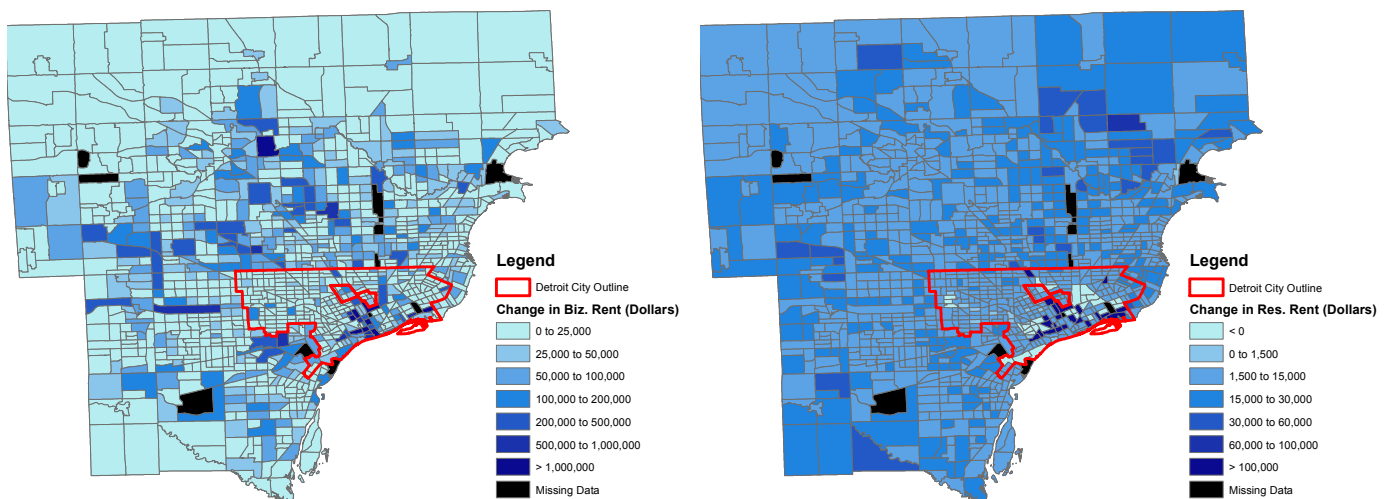 Legend
Detroit City Outline
Change in Biz. Rent (Dollars)
0 to 25,000
25,000 to 50,000
50,000 to 100,000
100,000 to 200,000
200,000 to 500,000
500,000 to 1,000,000
> 1,000,000
Missing Data
Legend
Detroit City Outline
Change in Res. Rent (Dollars)
< 0
0 to 1,500
1,500 to 15,000
15,000 to 30,000
30,000 to 60,000
60,000 to 100,000
> 100,000
Missing Data